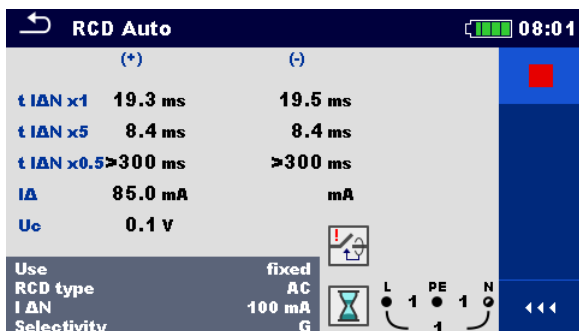 RCD Auto 08:01
(+) (-)
t IΔN x1 19.3 ms 19.5 ms
t IΔN x5 8.4 ms 8.4 ms
t IΔN x0.5 >300 ms >300 ms
IΔ 85.0 mA mA
Uc 0.1 V
Use fixed
RCD type AC
I ΔN 100 mA
Selectivity G
L PE N
1 1
1